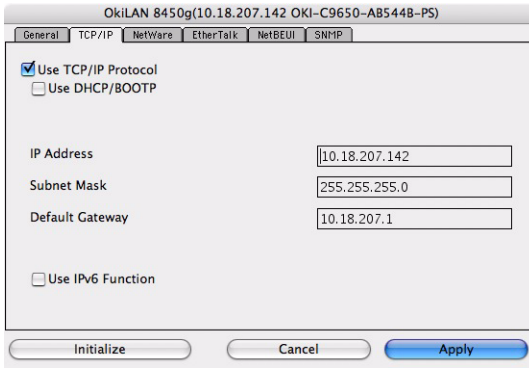 OkiLAN 8450g(10.18.207.142 OKI-C9650-AB544B-PS)
General TCP/IP NetWare EtherTalk NetBEUI SNMP
Use TCP/IP Protocol
Use DHCP/BOOTP
IP Address 10.18.207.142
Subnet Mask 255.255.255.0
Default Gateway 10.18.207.1
Use IPv6 Function
Initialize Cancel Apply